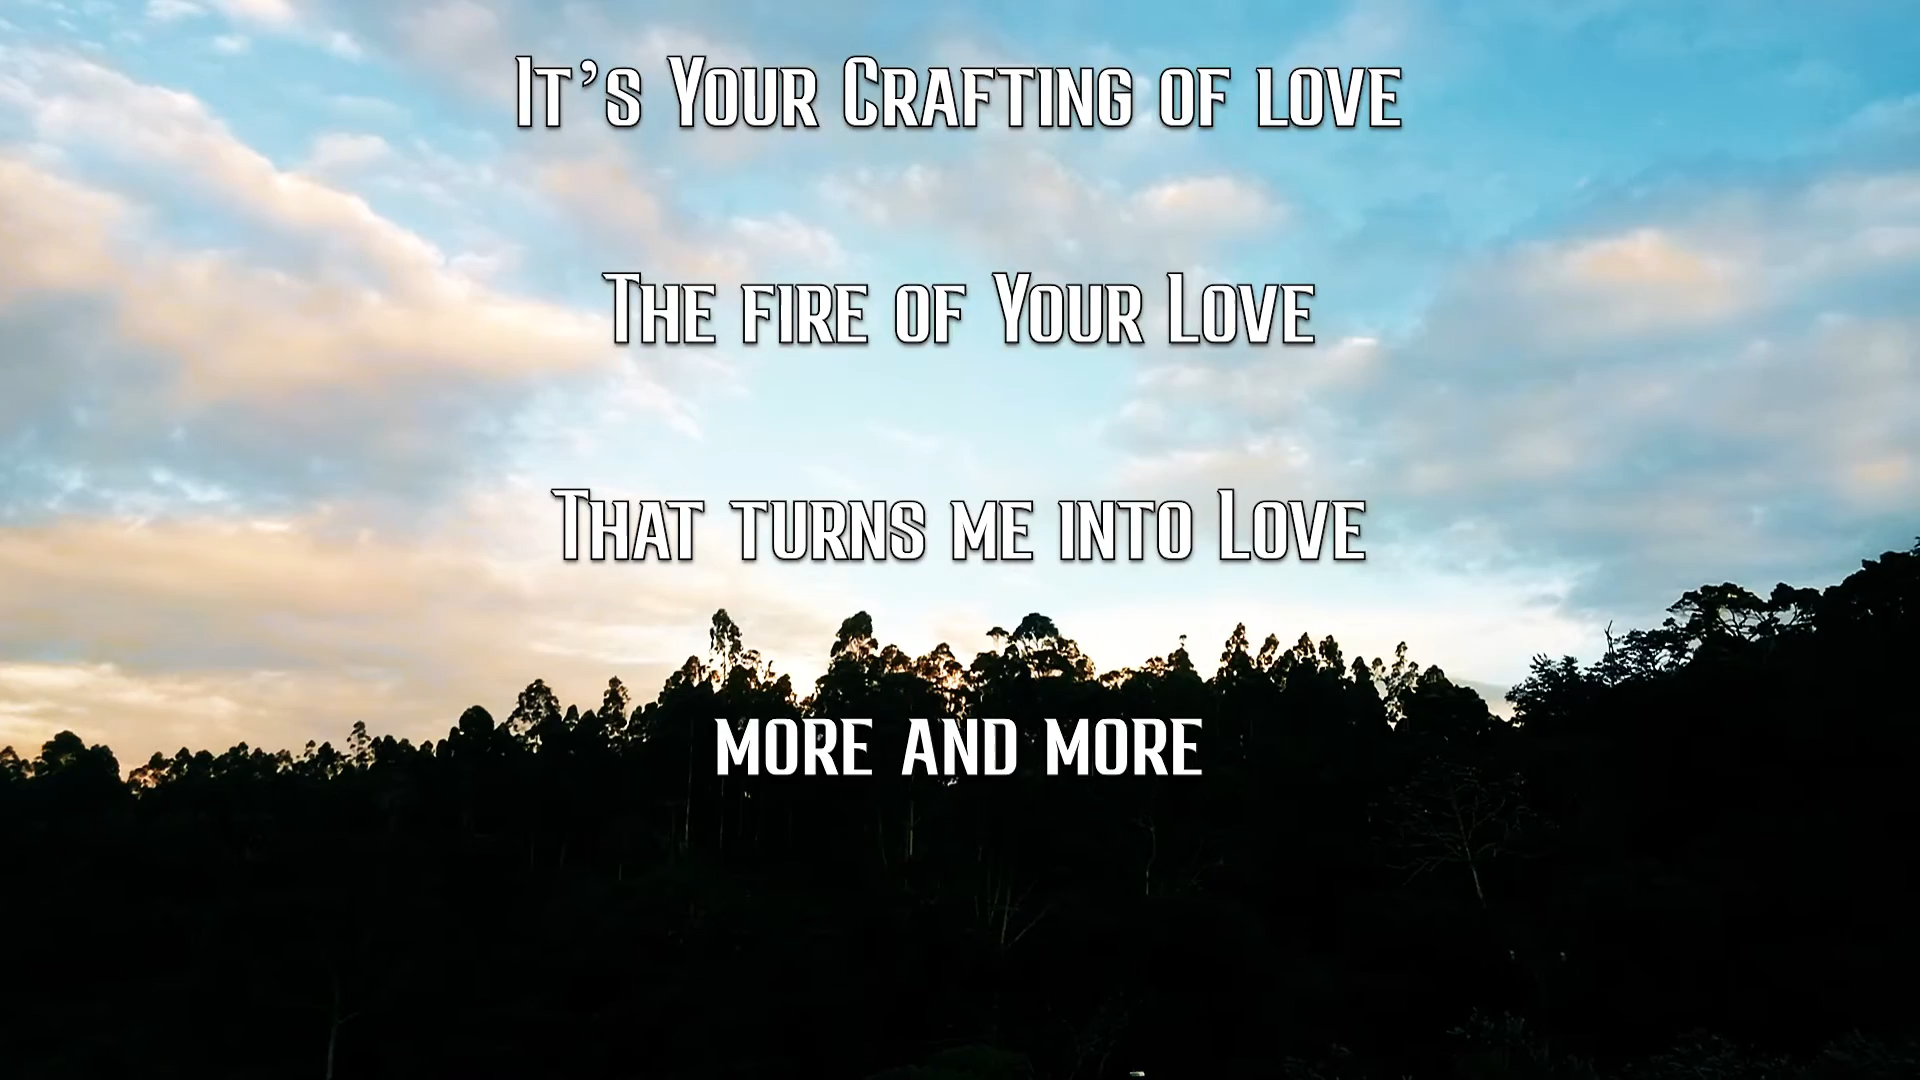 It's Your Crafting of love
The fire of Your Love
That turns me into Love
more and more